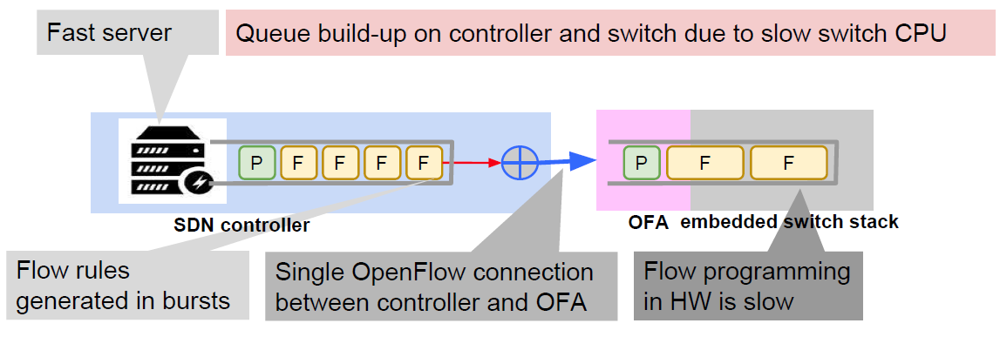 Fast server
Queue build-up on controller and switch due to slow switch CPU
P F F F F
P F F
SDN controller
OFA embedded switch stack
Flow rules
generated in bursts
Single OpenFlow connection
between controller and OFA
Flow programming
in HW is slow